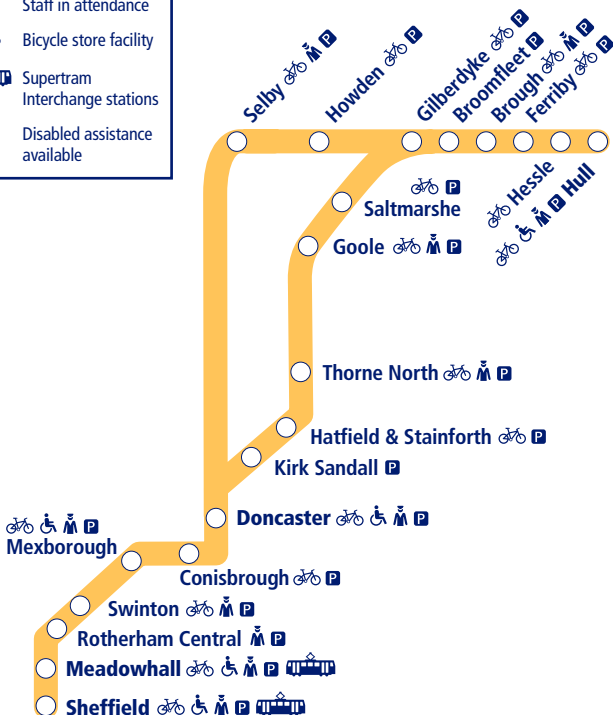 Staff in attendance
Bicycle store facility
Supertram
Interchange stations
Disabled assistance
available
Selby P
Howden P
Gilberdyke P
Broomfleet P
Brough P
Ferriby P
P
Saltmarshe
Hessle
P Hull
Goole P
Thorne North P
Hatfield & Stainforth P
Kirk Sandall P
Doncaster P
P
Mexborough
Conisbrough P
Swinton P
Rotherham Central P
Meadowhall P
Sheffield P